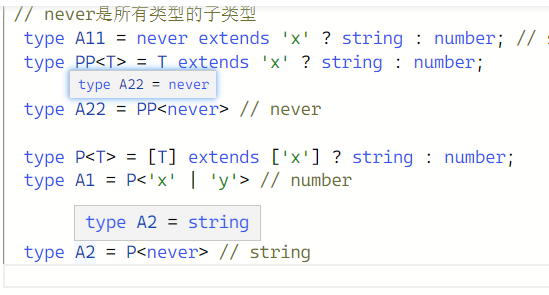 // never是所有类型的子类型
type A11 = never extends 'x' ? string : number; //
type PP<T> = T extends 'x' ? string : number;
type A22 = never
type A22 = PP<never> // never
type P<T> = [T] extends ['x'] ? string : number;
type A1 = P<'x' | 'y'> // number
type A2 = string
type A2 = P<never> // string